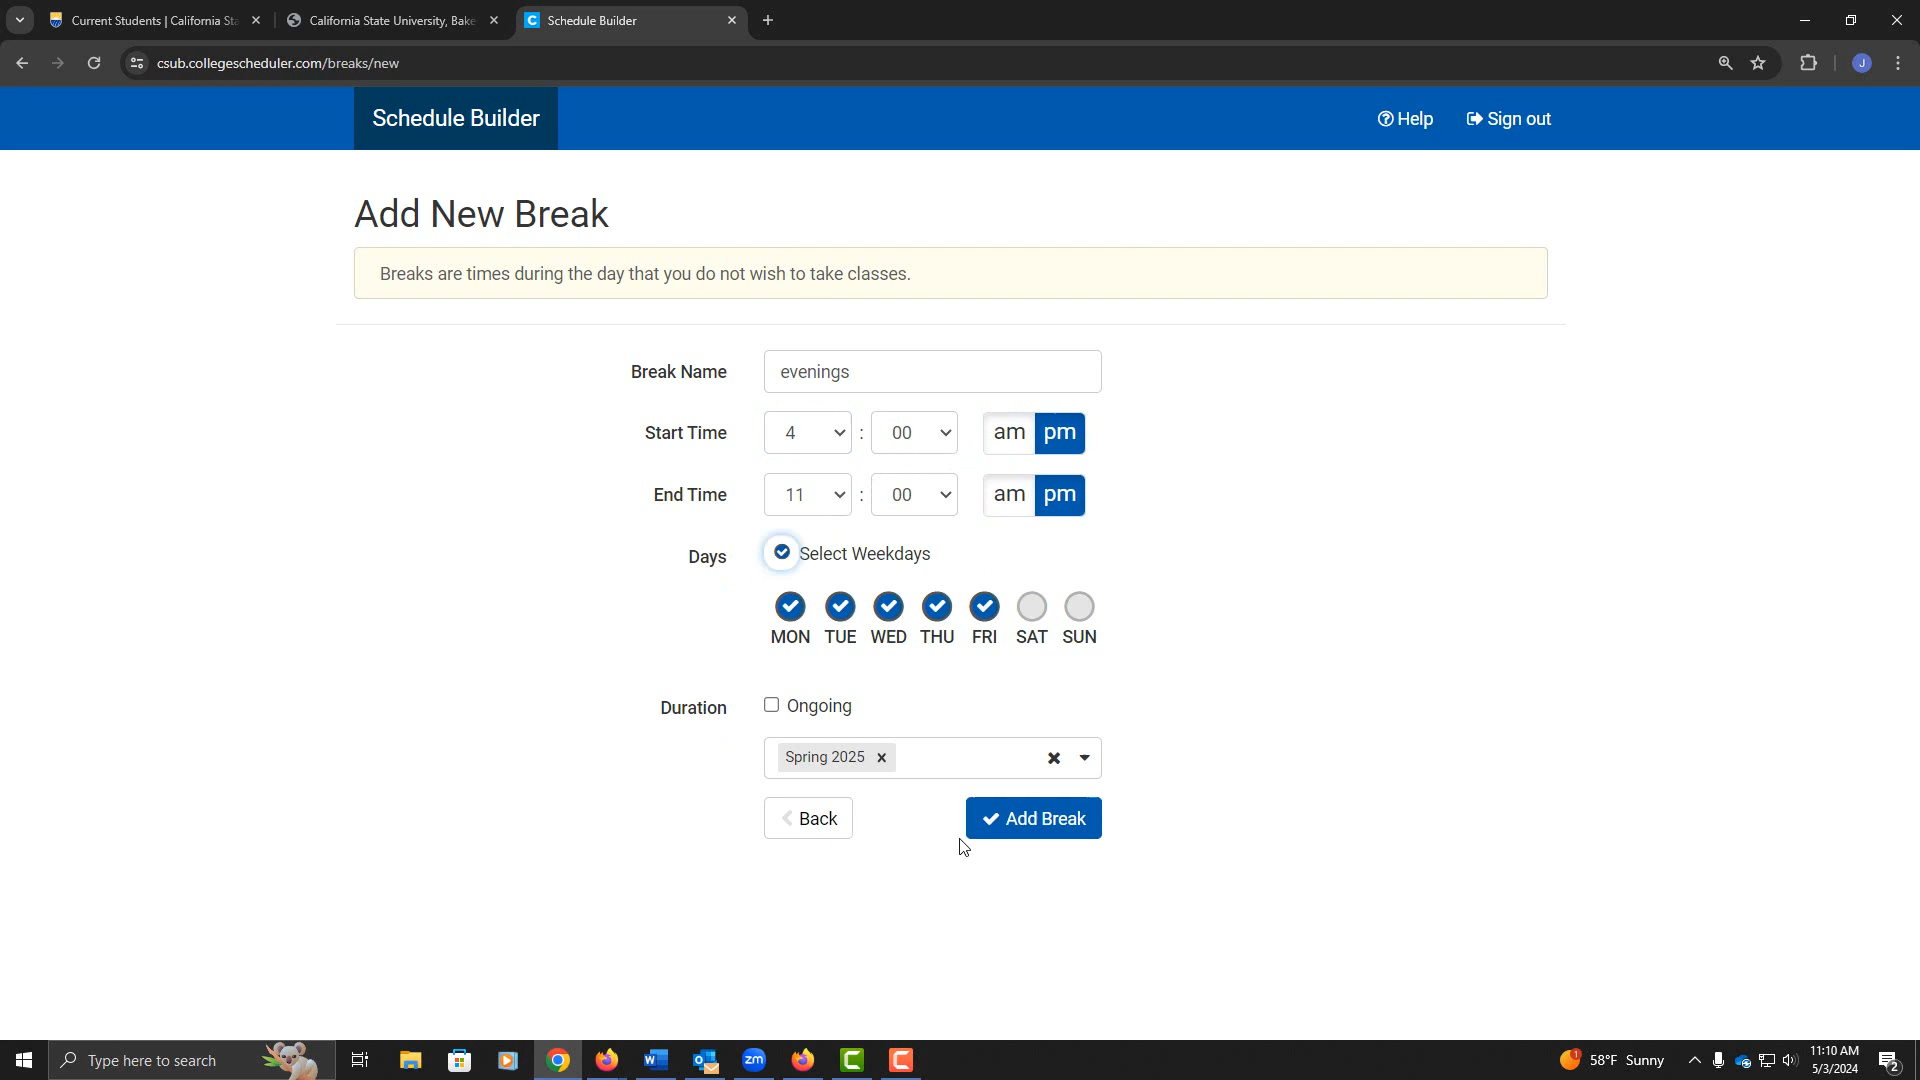 Current Students | California Sta
California State University, Bake
C Schedule Builder
csub.collegescheduler.com/breaks/new
J
Schedule Builder
Help
Sign out
Add New Break
Breaks are times during the day that you do not wish to take classes.
Break Name evenings
Start Time 4 : 00 am pm
End Time 11 : 00 am pm
Days Select Weekdays
MON TUE WED THU FRI SAT SUN
Duration Ongoing
Spring 2025
Back
Add Break
Type here to search
58°F Sunny
11:10 AM
5/3/2024
2
zm
1